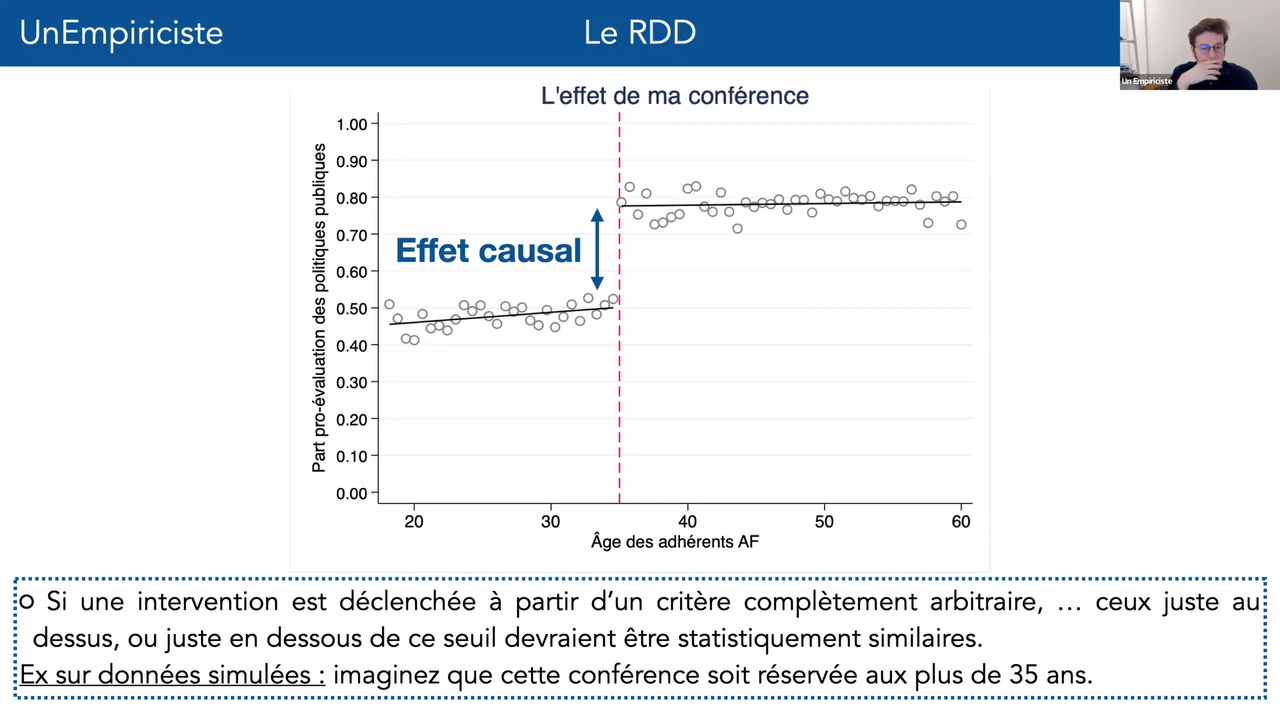 UnEmpiriciste
Le RDD
Un Empiriciste
L'effet de ma conférence
Part pro-évaluation des politiques publiques
1.00
0.90
0.80
0.70
0.60
0.50
0.40
0.30
0.20
0.10
0.00
Effet causal
20 30 40 50 60
Âge des adhérents AF
Si une intervention est déclenchée à partir d’un critère complètement arbitraire, … ceux juste au
dessus, ou juste en dessous de ce seuil devraient être statistiquement similaires.
Ex sur données simulées : imaginez que cette conférence soit réservée aux plus de 35 ans.